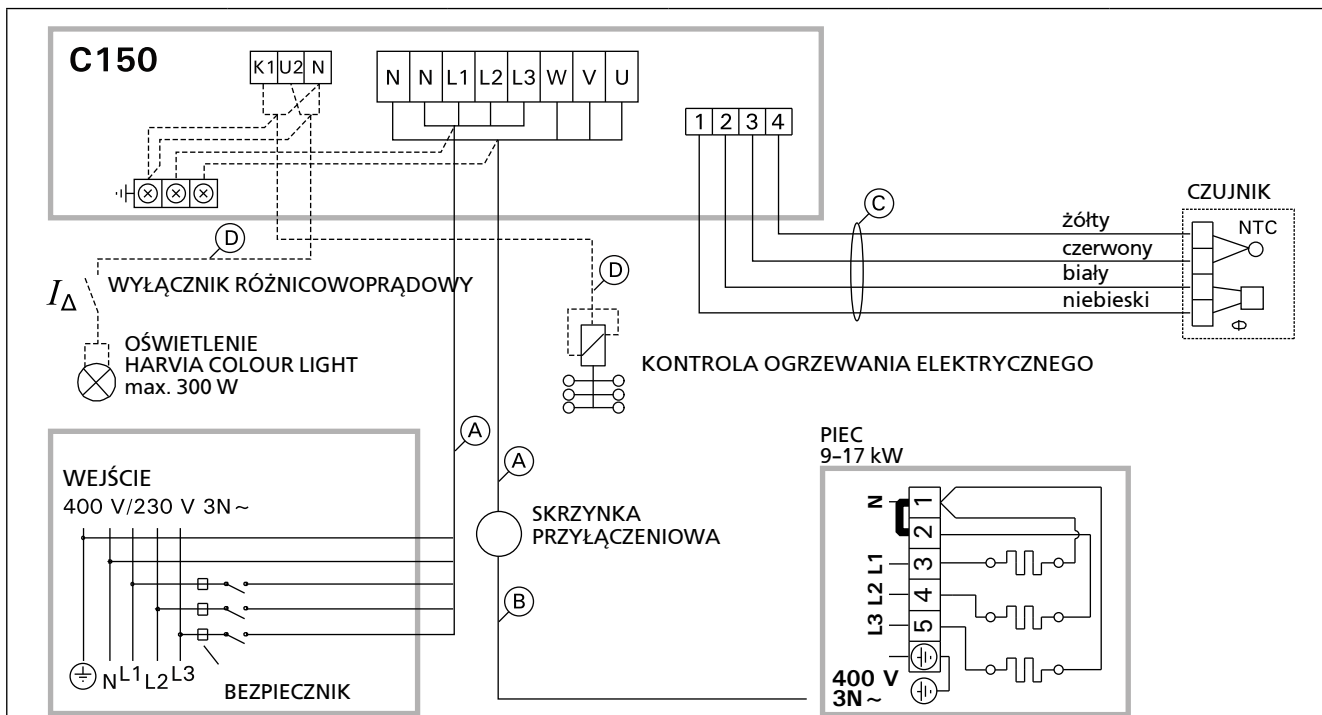 C150
K1 U2 N
N N L1 L2 L3 W V U
1 2 3 4
C
CZUJNIK
żółty
czerwony
biały
niebieski
NTC
Φ
D
WYŁĄCZNIK RÓŻNICOWOPRĄDOWY
IΔ
OŚWIETLENIE
HARVIA COLOUR LIGHT
max. 300 W
D
KONTROLA OGRZEWANIA ELEKTRYCZNEGO
A
A
WEJŚCIE
400 V/230 V 3N~
N L1 L2 L3
BEZPIECZNIK
SKRZYNKA
PRZYŁĄCZENIOWA
B
PIEC
9–17 kW
N 1
2
L1 3
L2 4
L3 5
400 V
3N~